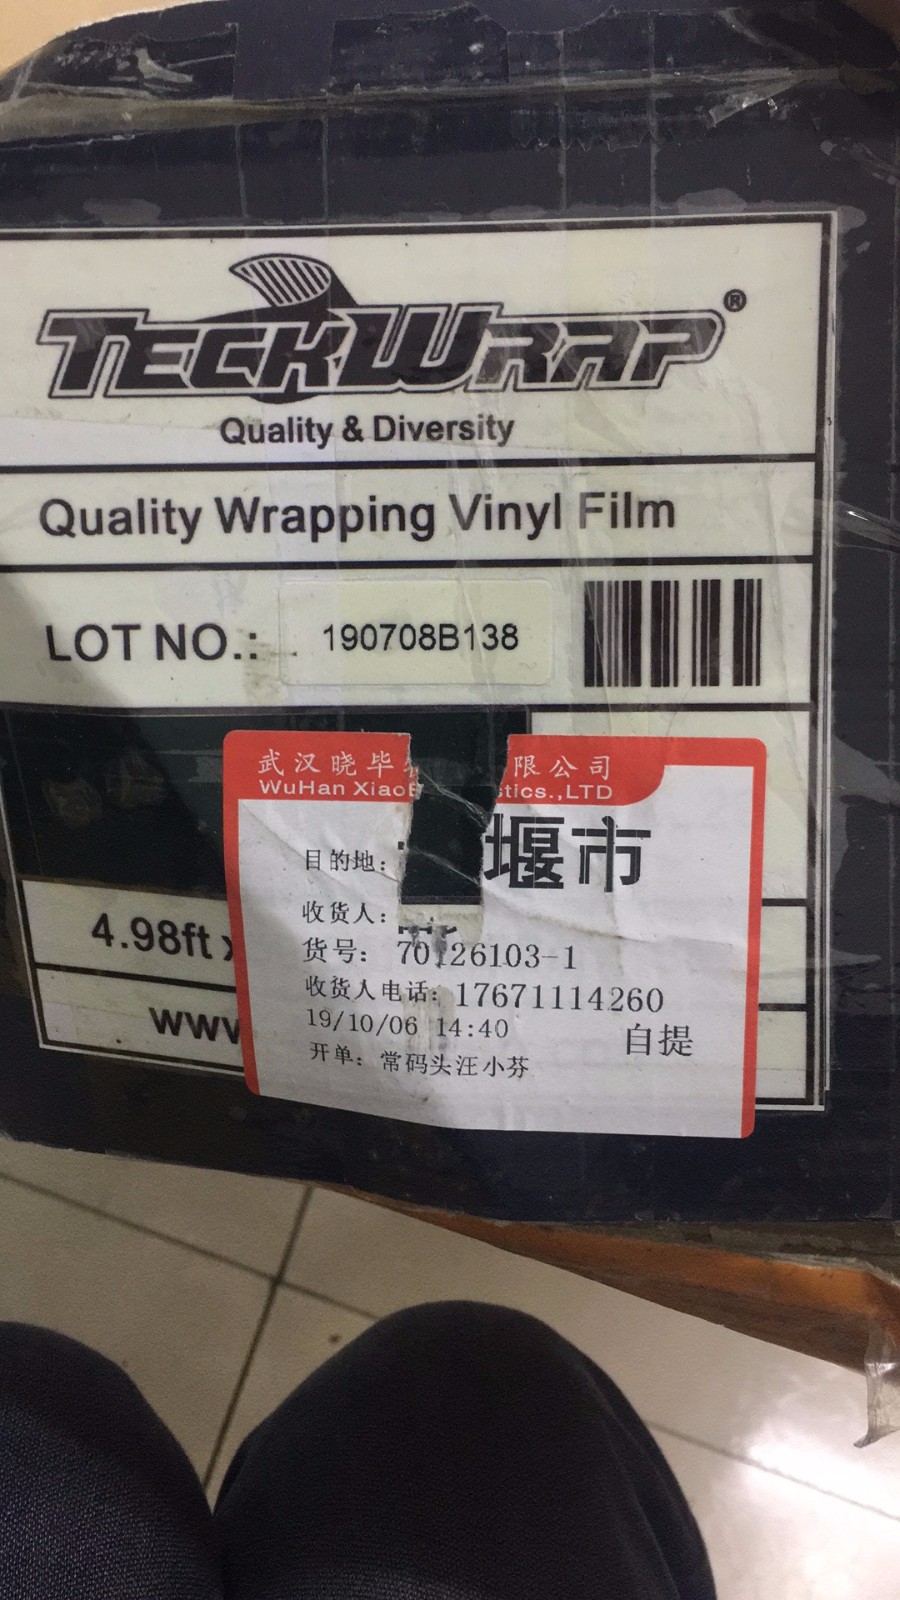 TECKWRAP®
Quality & Diversity
Quality Wrapping Vinyl Film
LOT NO.: 190708B138
武汉晓毕 限公司
WuHan Xiao stics.,LTD
目的地: 堰市
收货人:
4.98ft x
货号: 70126103-1
收货人电话: 17671114260
www
19/10/06 14:40
自提
开单: 常码头汪小芬